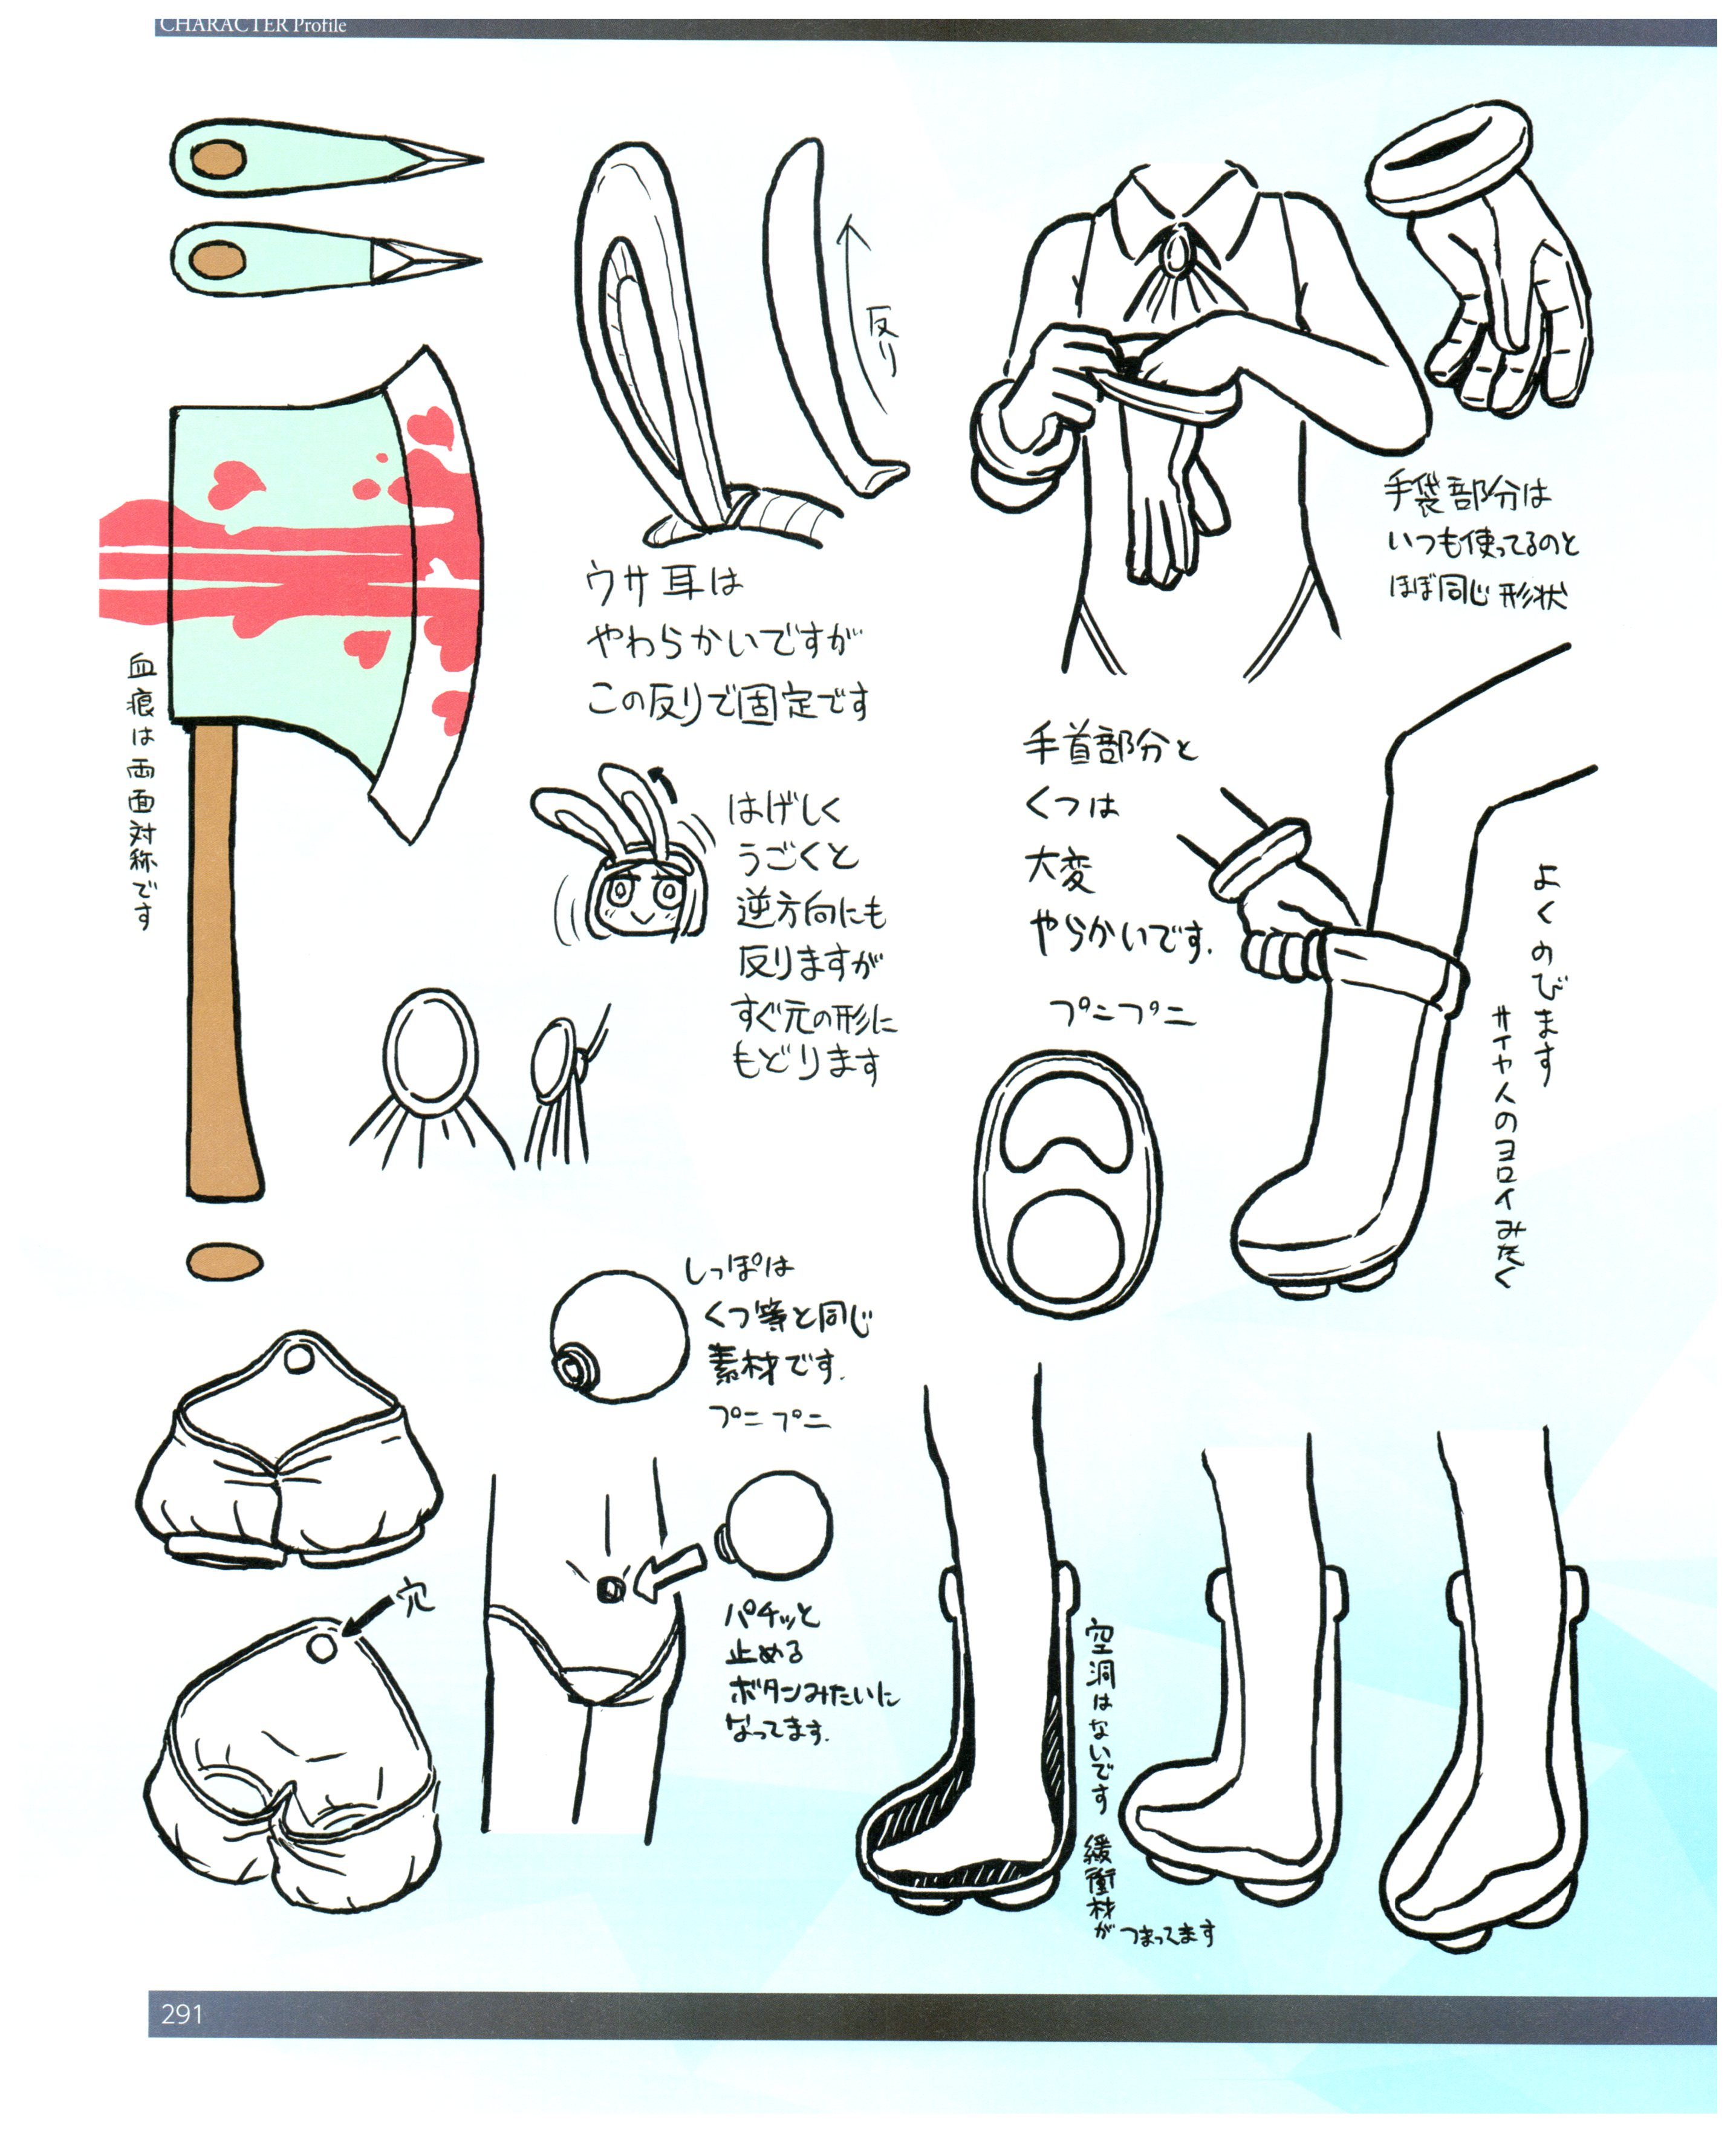 CHARACTER Profile
反り
ウサ耳は
やわらかいですが
この反りで固定です
手袋部分は
いつも使ってるのと
ほぼ同じ形状
血痕は両面対称です
はげしく
うごくと
逆方向にも
反りますが
すぐ元の形に
もどります
手首部分と
くつは
大変
やらかいです.
プニプニ
よくのびます
サイヤ人のヨロイみたく
しっぽは
くつ等と同じ
素材です.
プニプニ
穴
パチッと
止める
ボタンみたいに
なってます.
空洞はないです 緩衝材が
つまってます
291